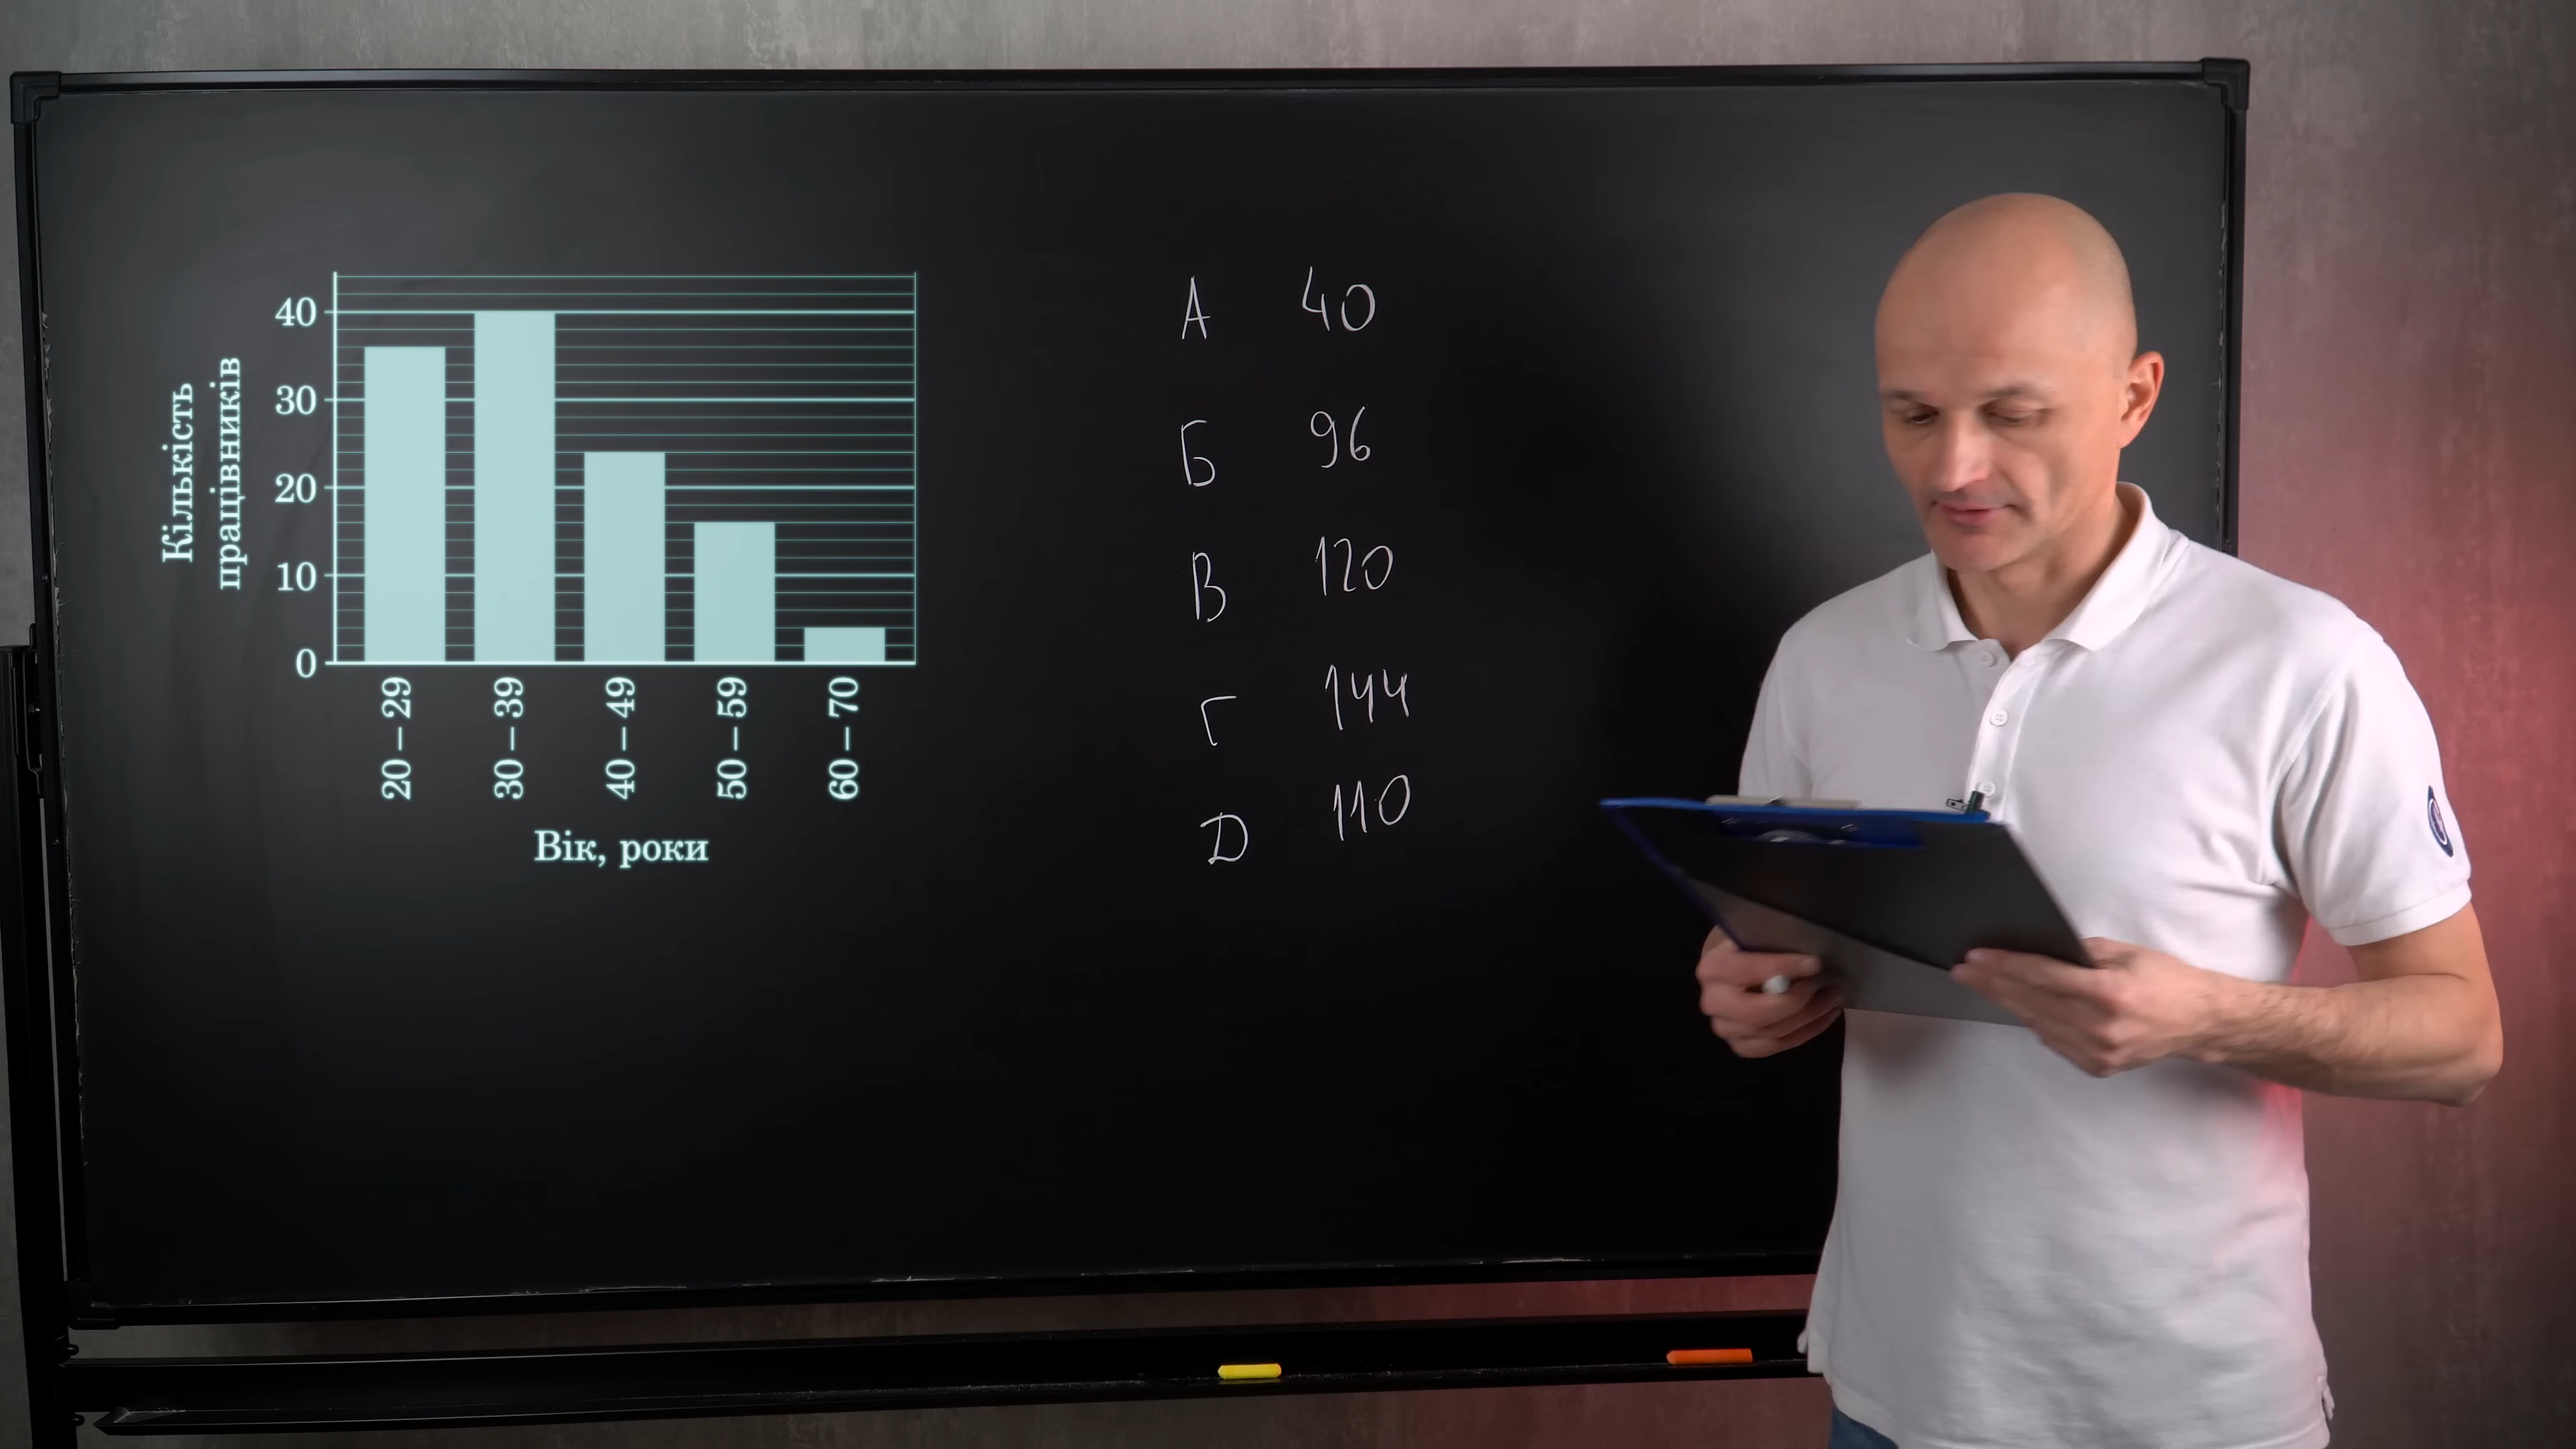 Кількість
працівників
40
30
20
10
0
20 – 29
30 – 39
40 – 49
50 – 59
60 – 70
Вік, роки
А 40
Б 96
В 120
Г 144
Д 110